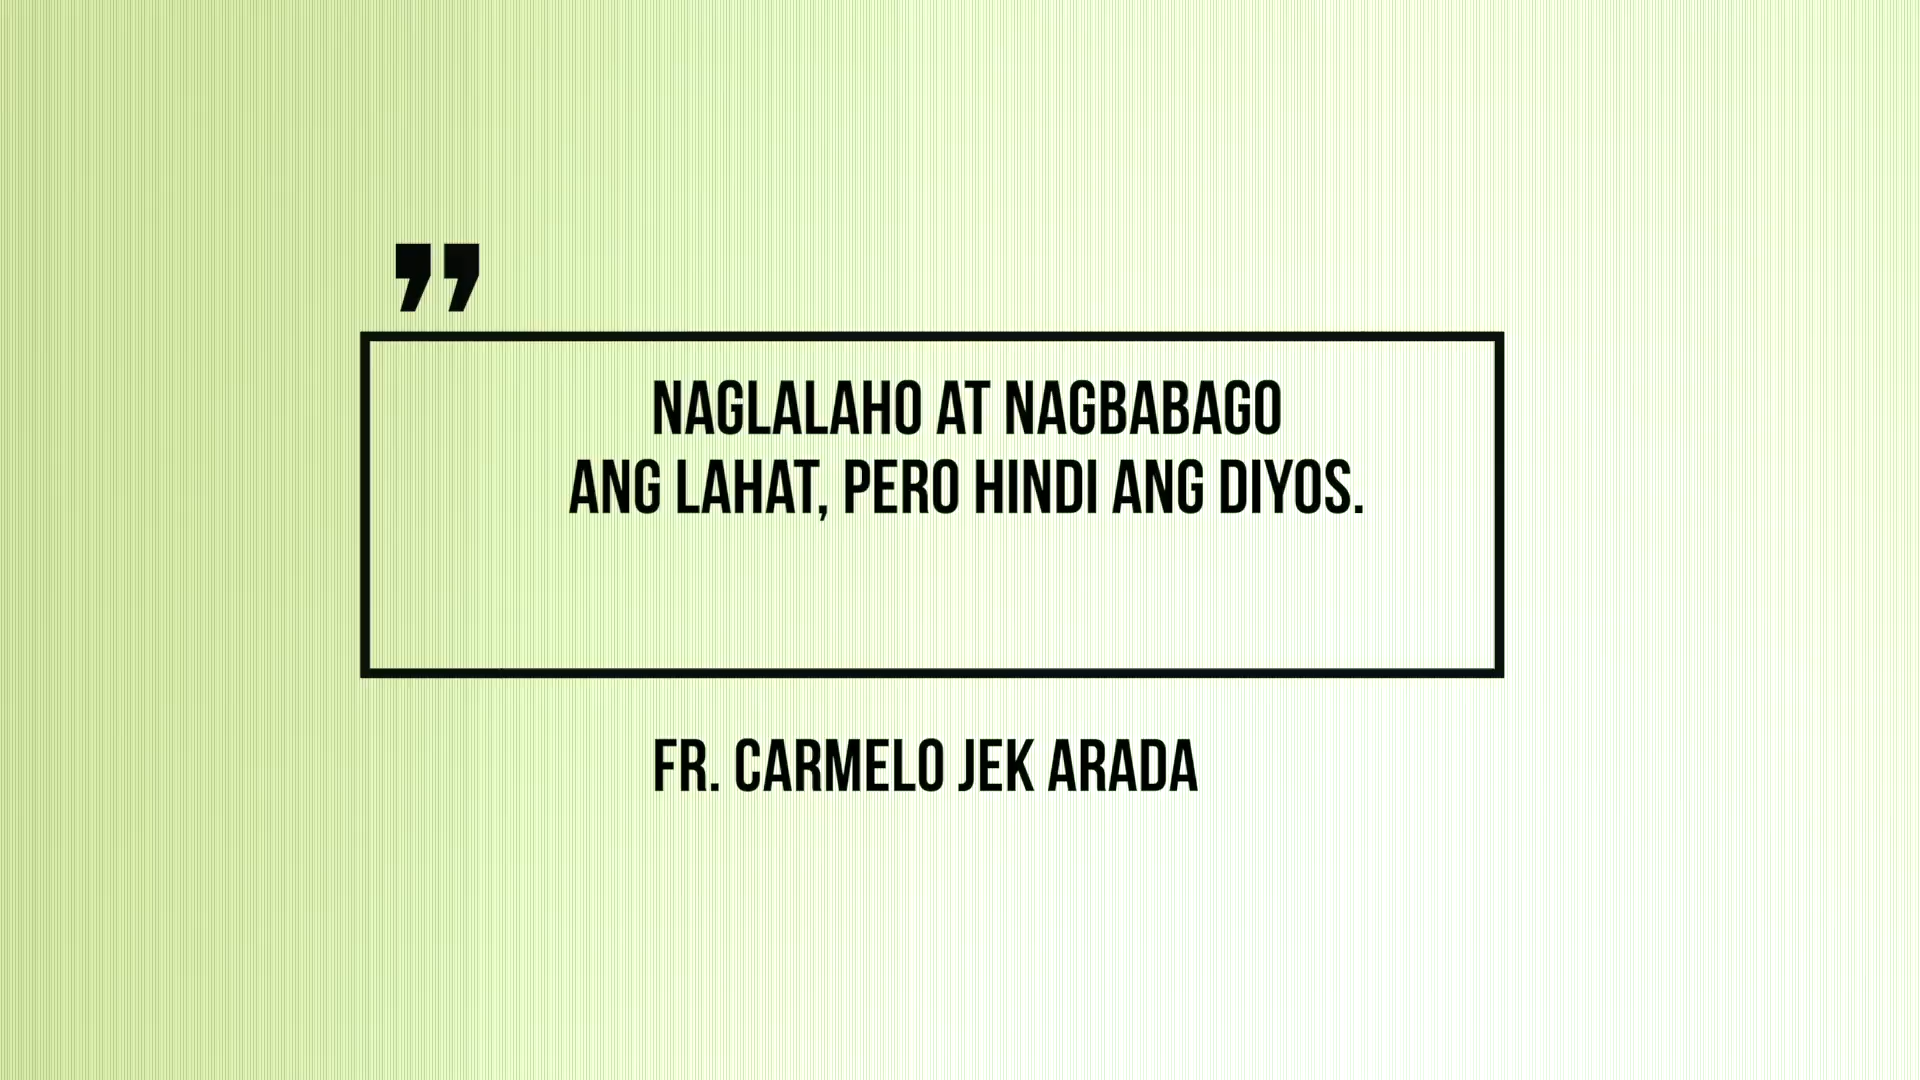 ”
NAGLALAHO AT NAGBABAGO
ANG LAHAT, PERO HINDI ANG DIYOS.
FR. CARMELO JEK ARADA